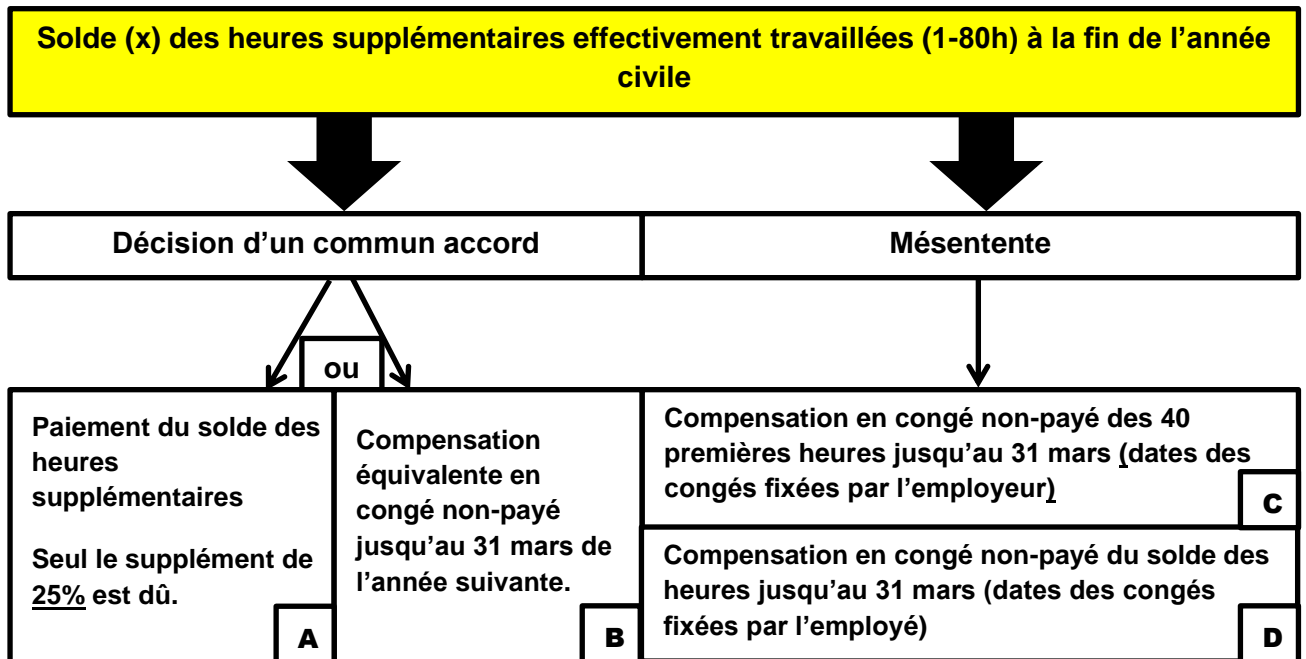 Solde (x) des heures supplémentaires effectivement travaillées (1-80h) à la fin de l’année
civile
Décision d’un commun accord
Mésentente
ou
Paiement du solde des
heures
supplémentaires
Seul le supplément de
25% est dû.
A
Compensation
équivalente en
congé non-payé
jusqu’au 31 mars de
l’année suivante.
B
Compensation en congé non-payé des 40
premières heures jusqu’au 31 mars (dates des
congés fixées par l’employeur)
C
Compensation en congé non-payé du solde des
heures jusqu’au 31 mars (dates des congés
fixées par l’employé)
D